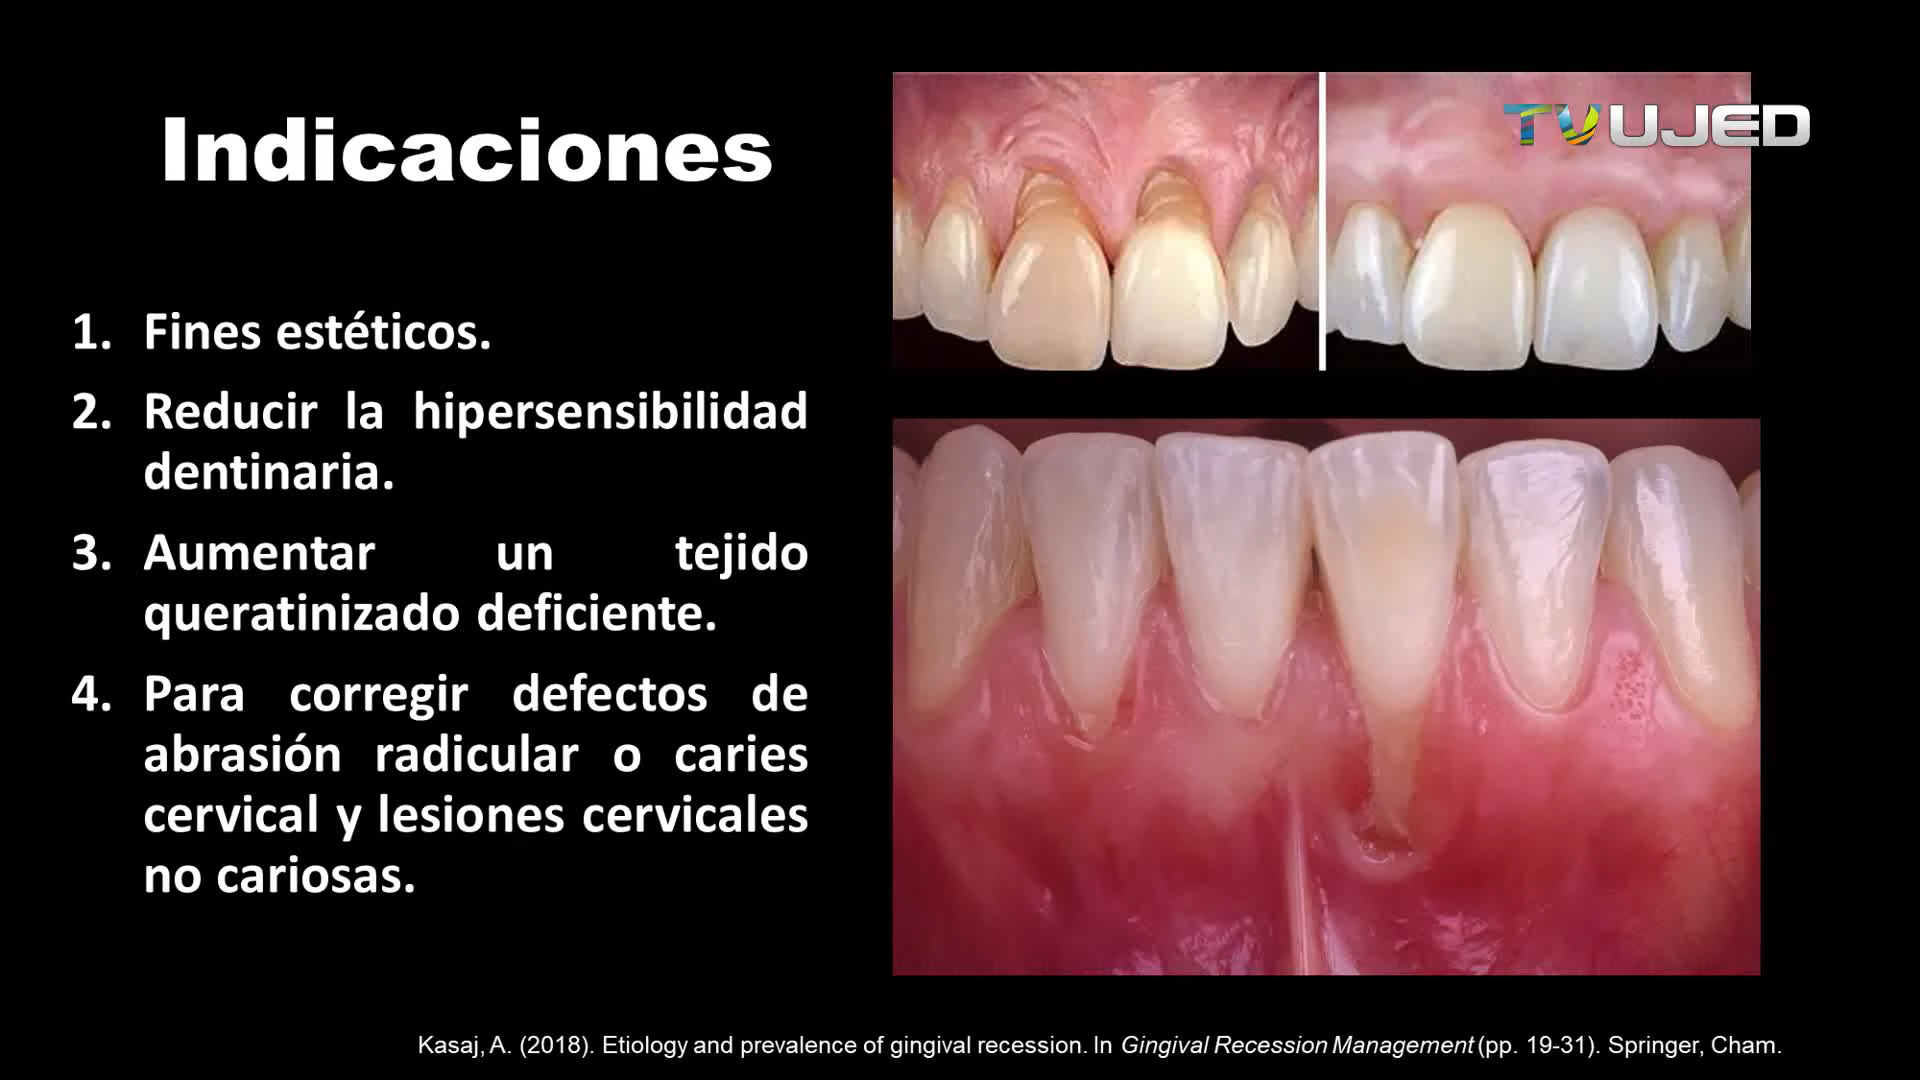 TVUJED
Indicaciones
1. Fines estéticos.
2. Reducir la hipersensibilidad
dentinaria.
3. Aumentar un tejido
queratinizado deficiente.
4. Para corregir defectos de
abrasión radicular o caries
cervical y lesiones cervicales
no cariosas.
Kasaj, A. (2018). Etiology and prevalence of gingival recession. In Gingival Recession Management (pp. 19-31). Springer, Cham.